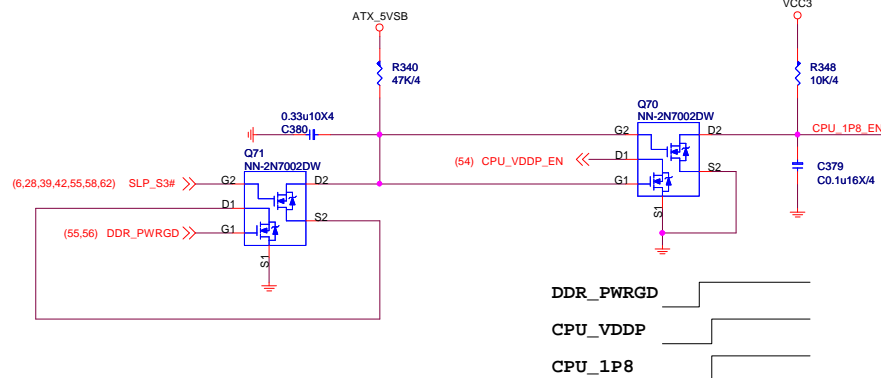 ATX_5VSB
VCC3
R340
47K/4
R348
10K/4
0.33u10X4
C380
Q70
NN-2N7002DW
G2
D2
CPU_1P8_EN
Q71
NN-2N7002DW
(54) CPU_VDDP_EN
D1
S2
C379
C0.1u16X/4
(6,28,39,42,55,58,62) SLP_S3#
G2
D2
G1
D1
S2
S1
(55,56) DDR_PWRGD
G1
S1
DDR_PWRGD
CPU_VDDP
CPU_1P8